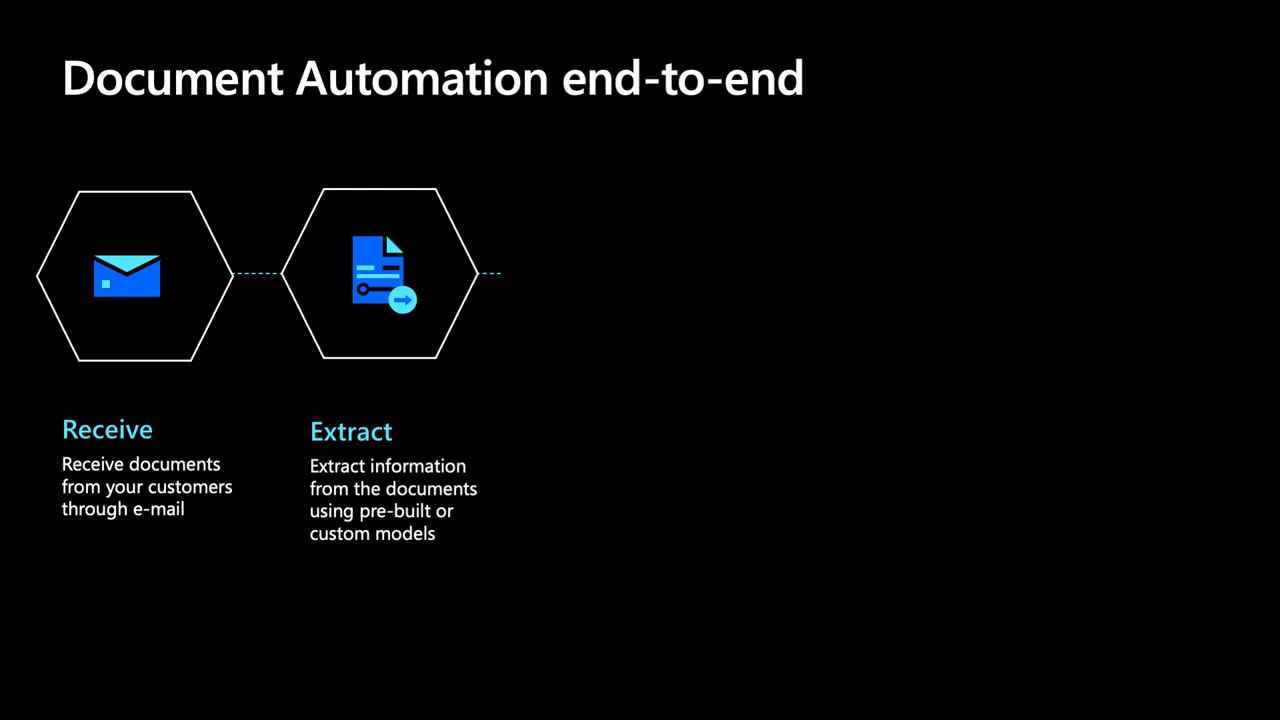 Document Automation end-to-end
Receive
Receive documents
from your customers
through e-mail
Extract
Extract information
from the documents
using pre-built or
custom models